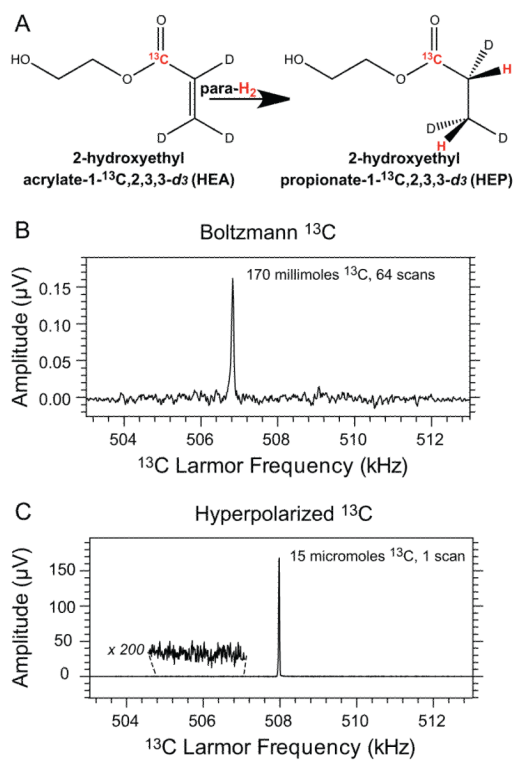 A
O
¹³C
D
HO
O
D
D
para-H₂
O
¹³C
D
H
HO
O
D
D
H
2-hydroxyethyl
acrylate-1-¹³C,2,3,3-d₃ (HEA)
2-hydroxyethyl
propionate-1-¹³C,2,3,3-d₃ (HEP)
B
Boltzmann ¹³C
170 millimoles ¹³C, 64 scans
Amplitude (µV)
0.15
0.10
0.05
0.00
504 506 508 510 512
¹³C Larmor Frequency (kHz)
C
Hyperpolarized ¹³C
15 micromoles ¹³C, 1 scan
Amplitude (µV)
150
100
50
0
x 200
504 506 508 510 512
¹³C Larmor Frequency (kHz)